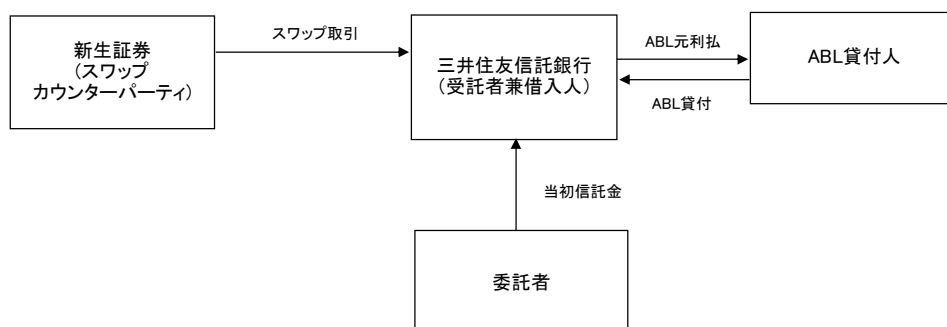 新生証券
(スワップ
カウンターパーティ)
スワップ取引
三井住友信託銀行
(受託者兼借入人)
ABL元利払
ABL貸付
ABL貸付人
当初信託金
委託者